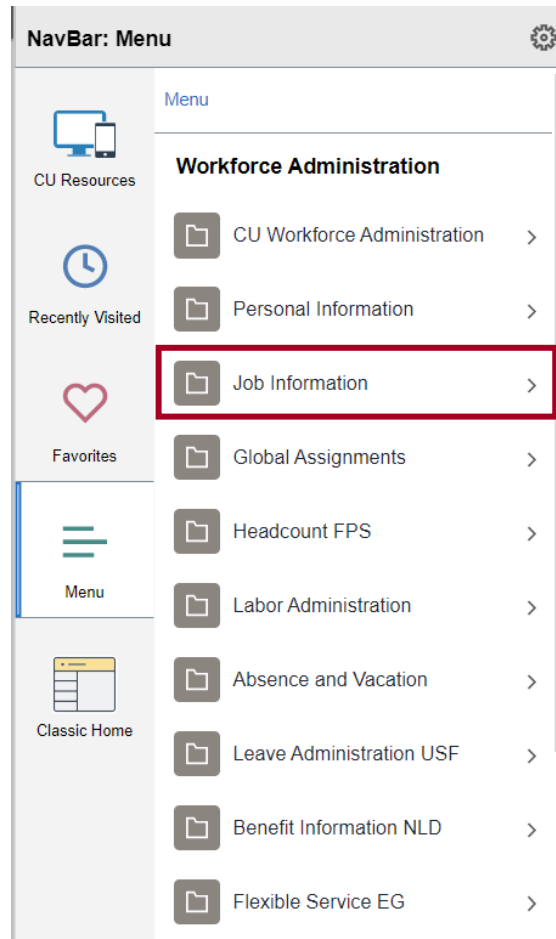 NavBar: Menu
CU Resources
Recently Visited
Favorites
Menu
Classic Home
Menu
Workforce Administration
CU Workforce Administration
Personal Information
Job Information
Global Assignments
Headcount FPS
Labor Administration
Absence and Vacation
Leave Administration USF
Benefit Information NLD
Flexible Service EG